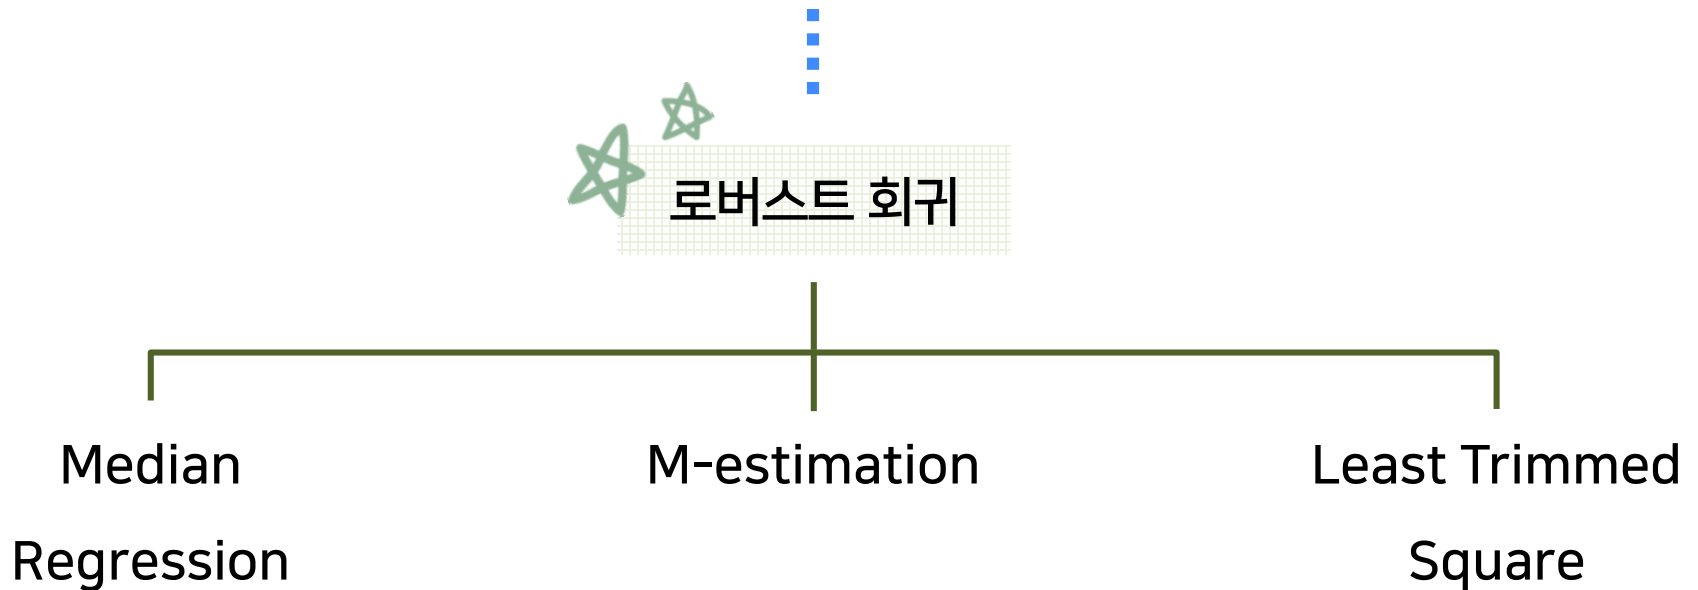 로버스트 회귀
Median
Regression
M-estimation
Least Trimmed
Square